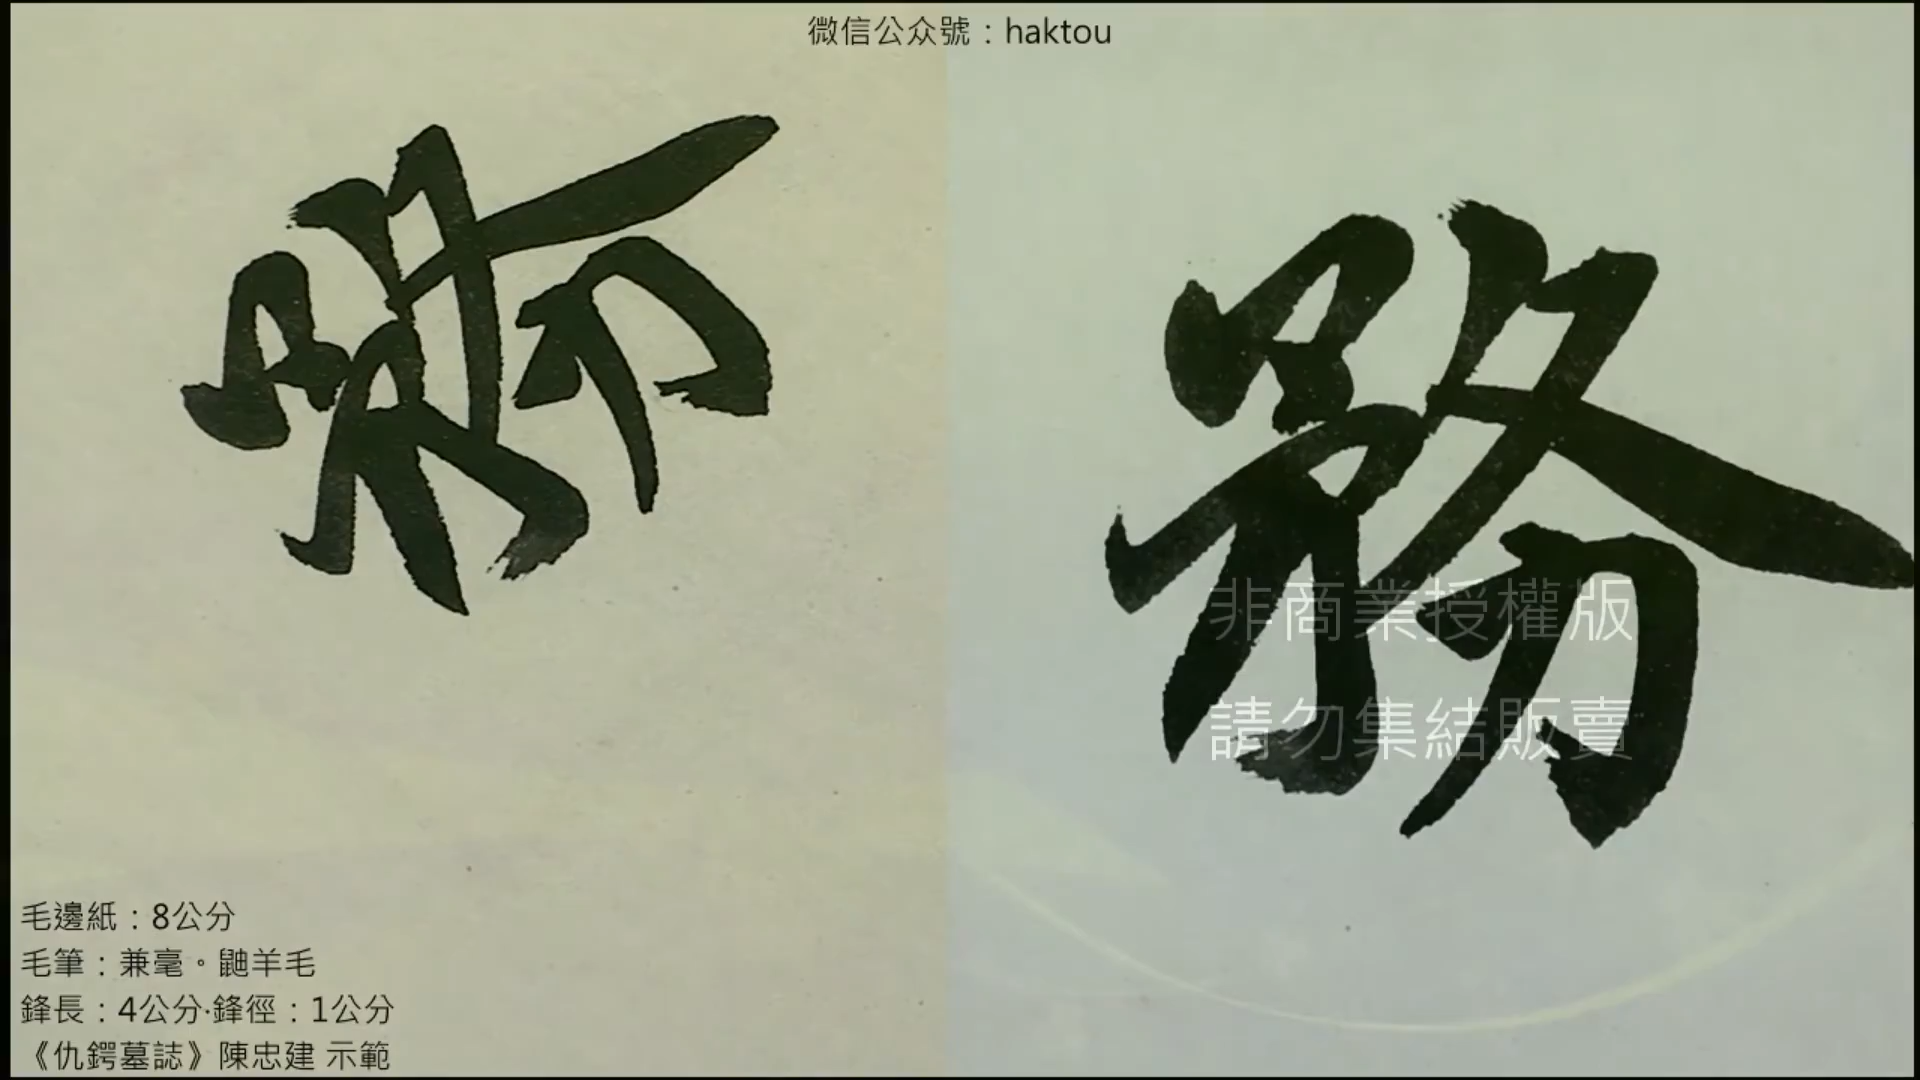 微信公众號：haktou
務
務
非商業授權版
請勿集結販賣
毛邊紙：8公分
毛筆：兼毫。鼬羊毛
鋒長：4公分·鋒徑：1公分
《仇鍔墓誌》陳忠建 示範